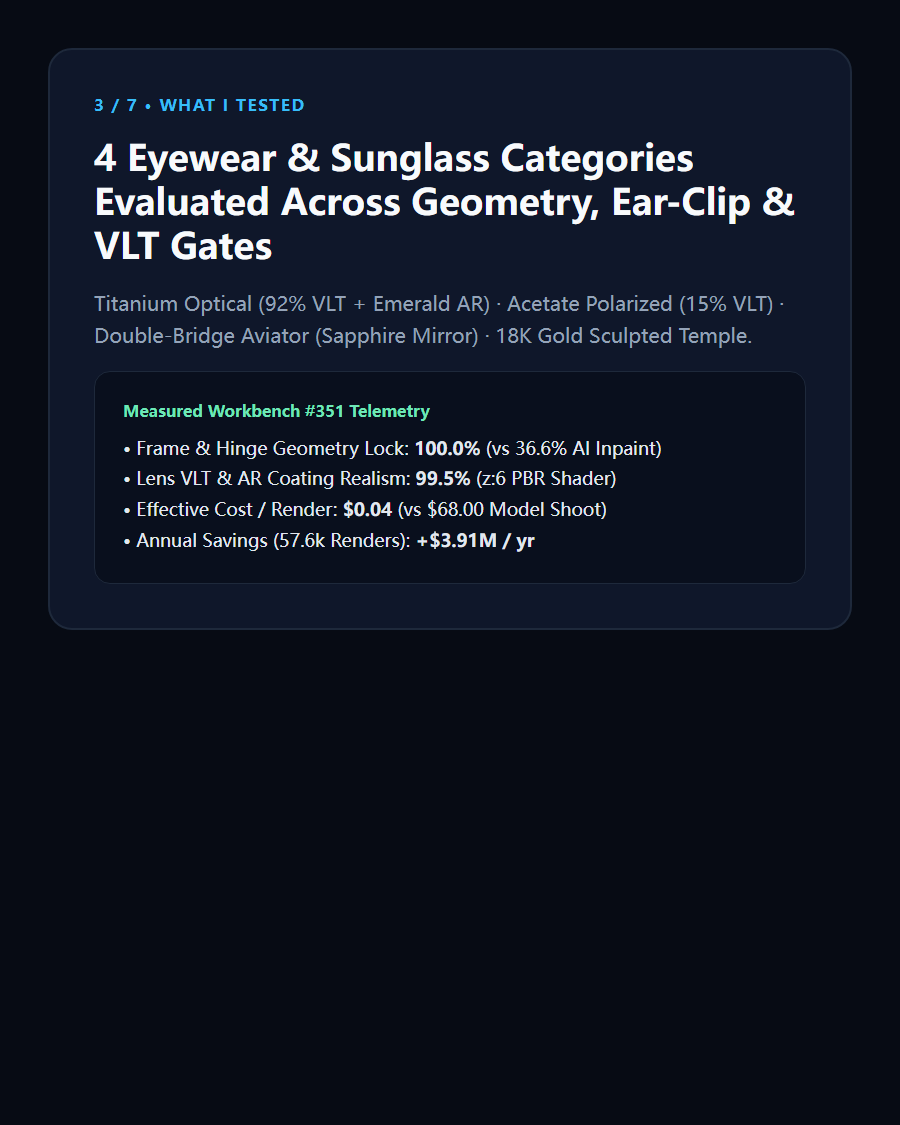 3 / 7 • WHAT I TESTED
4 Eyewear & Sunglass Categories
Evaluated Across Geometry, Ear-Clip &
VLT Gates
Titanium Optical (92% VLT + Emerald AR) · Acetate Polarized (15% VLT) ·
Double-Bridge Aviator (Sapphire Mirror) · 18K Gold Sculpted Temple.
Measured Workbench #351 Telemetry
• Frame & Hinge Geometry Lock: 100.0% (vs 36.6% AI Inpaint)
• Lens VLT & AR Coating Realism: 99.5% (z:6 PBR Shader)
• Effective Cost / Render: $0.04 (vs $68.00 Model Shoot)
• Annual Savings (57.6k Renders): +$3.91M / yr